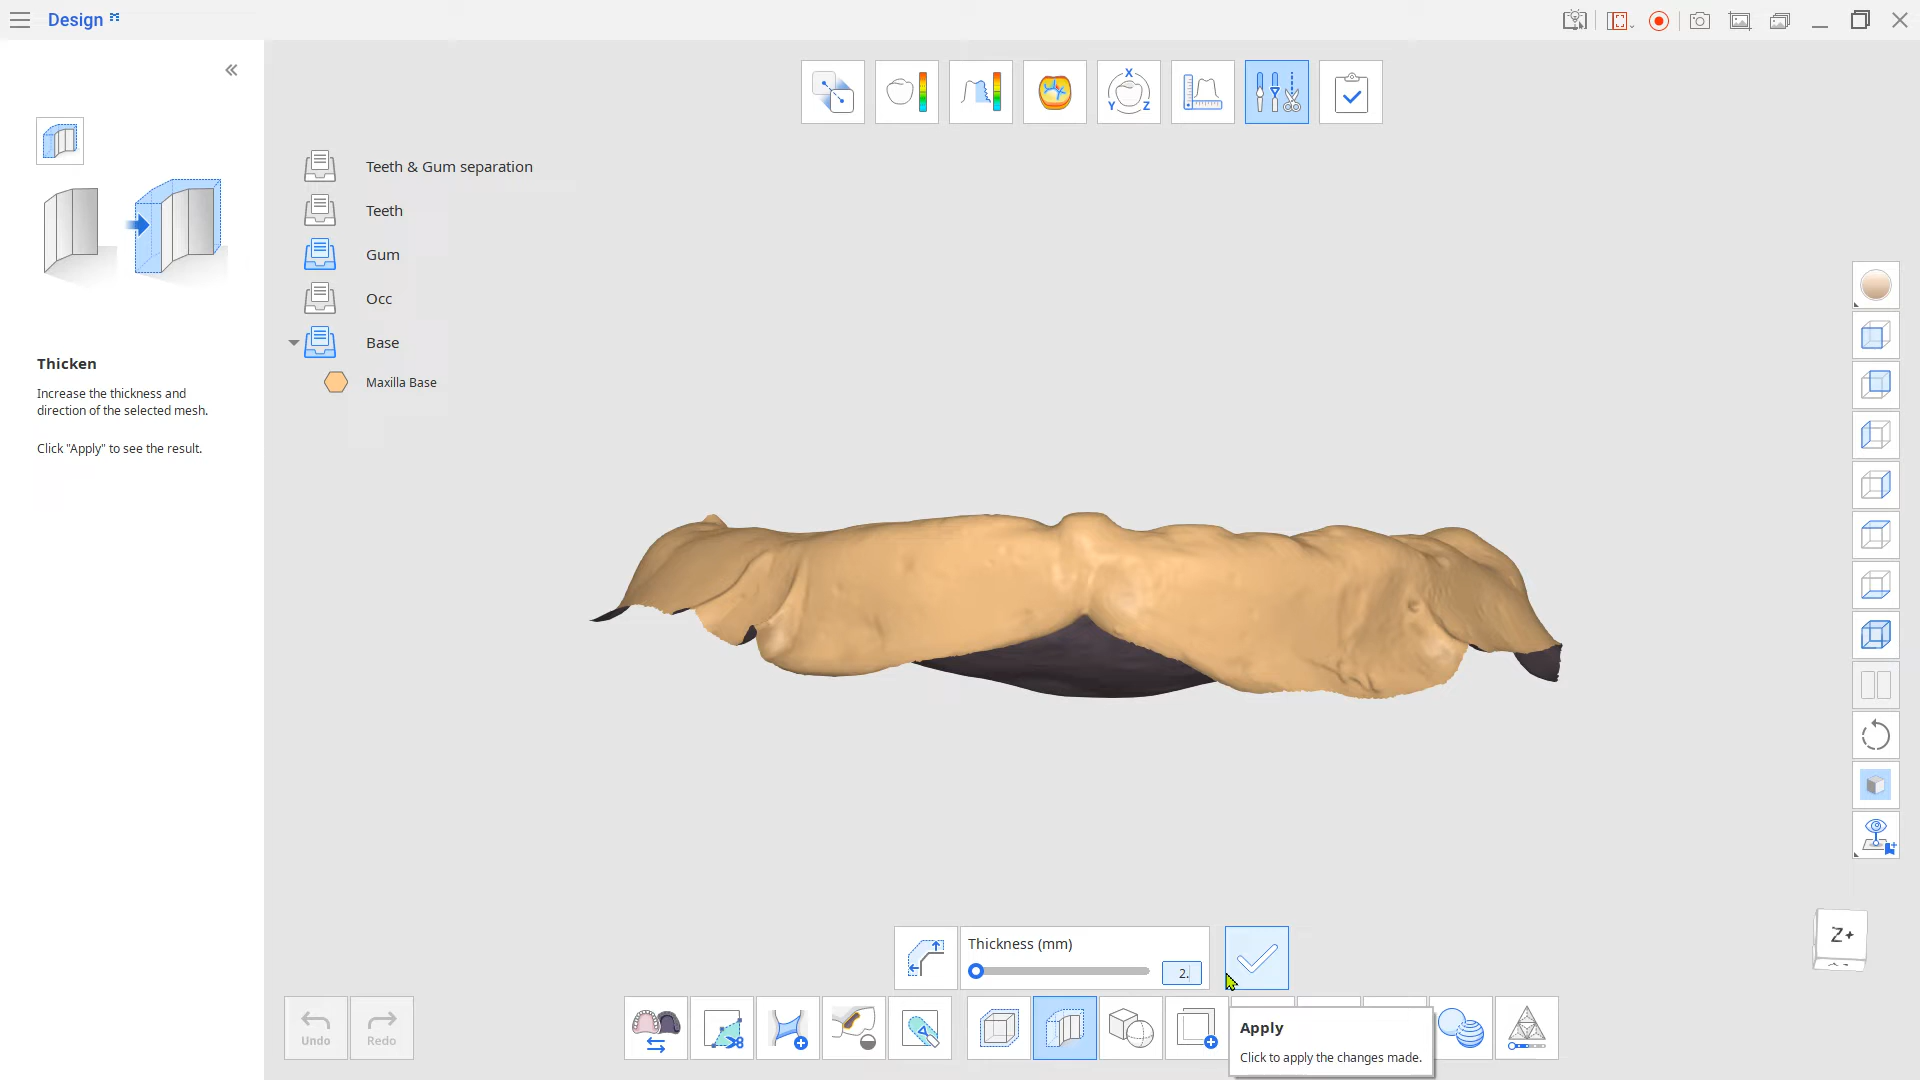 Design
X
Y Z
Teeth & Gum separation
Teeth
Gum
Occ
Base
Maxilla Base
Thicken
Increase the thickness and
direction of the selected mesh.
Click "Apply" to see the result.
Z+
Thickness (mm)
2.
Undo
Redo
Apply
Click to apply the changes made.